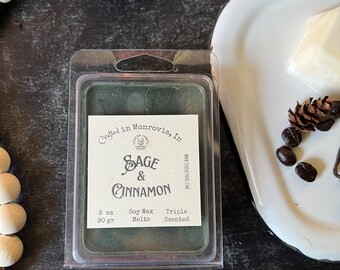 Crafted in Monrovia, In
SAGE
&
CINNAMON
3 oz Soy Wax Triple
90 gr Melts Scented